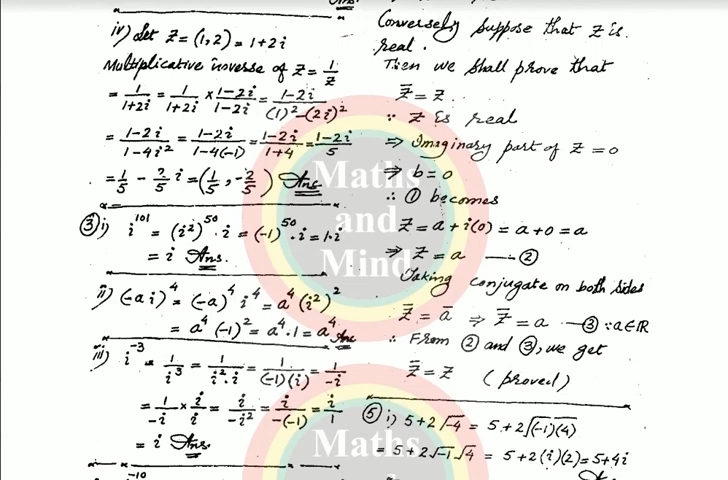 Ans.
iv) Let Z = (1,2) = 1+2i
Multiplicative inverse of Z = 1/Z
= 1/(1+2i) = 1/(1+2i) × (1-2i)/(1-2i) = (1-2i)/((1)² - (2i)²)
= (1-2i)/(1-4i²) = (1-2i)/(1-4(-1)) = (1-2i)/(1+4) = (1-2i)/5
= 1/5 - 2/5 i = (1/5, -2/5) Ans
③ i) i¹⁰¹ = (i²)⁵⁰·i = (-1)⁵⁰·i = 1·i
= i Ans.
ii) (-ai)⁴ = (-a)⁴ i⁴ = a⁴ (i²)²
= a⁴ (-1)² = a⁴·1 = a⁴ Ans
iii) i⁻³ = 1/i³ = 1/(i²·i) = 1/((-1)(i)) = 1/-i
= 1/-i × i/i = i/-i² = i/-(-1) = i/1
= i Ans.
-10
Conversely suppose that Z is
real.
Then we shall prove that
Z̄ = Z
∵ Z is real
⇒ Imaginary part of Z = 0
⇒ b = 0
∴ ① becomes
Z = a + i(0) = a + 0 = a
⇒ Z = a — ②
Taking conjugate on both sides
Z̄ = ā ⇒ Z̄ = a — ③ ∵ a∈ℝ
∴ From ② and ③, we get
Z̄ = Z (proved)
⑤ i) 5+2√-4 = 5+2√(-1)(4)
= 5+2√-1√4 = 5+2(i)(2) = 5+4i
Maths
and
Mind
Maths